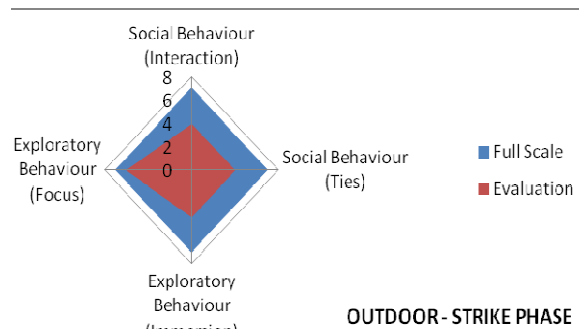 Social Behaviour
(Interaction)
8
6
4
2
0
Exploratory
Behaviour
(Focus)
Social Behaviour
(Ties)
Full Scale
Evaluation
Exploratory
Behaviour
OUTDOOR - STRIKE PHASE